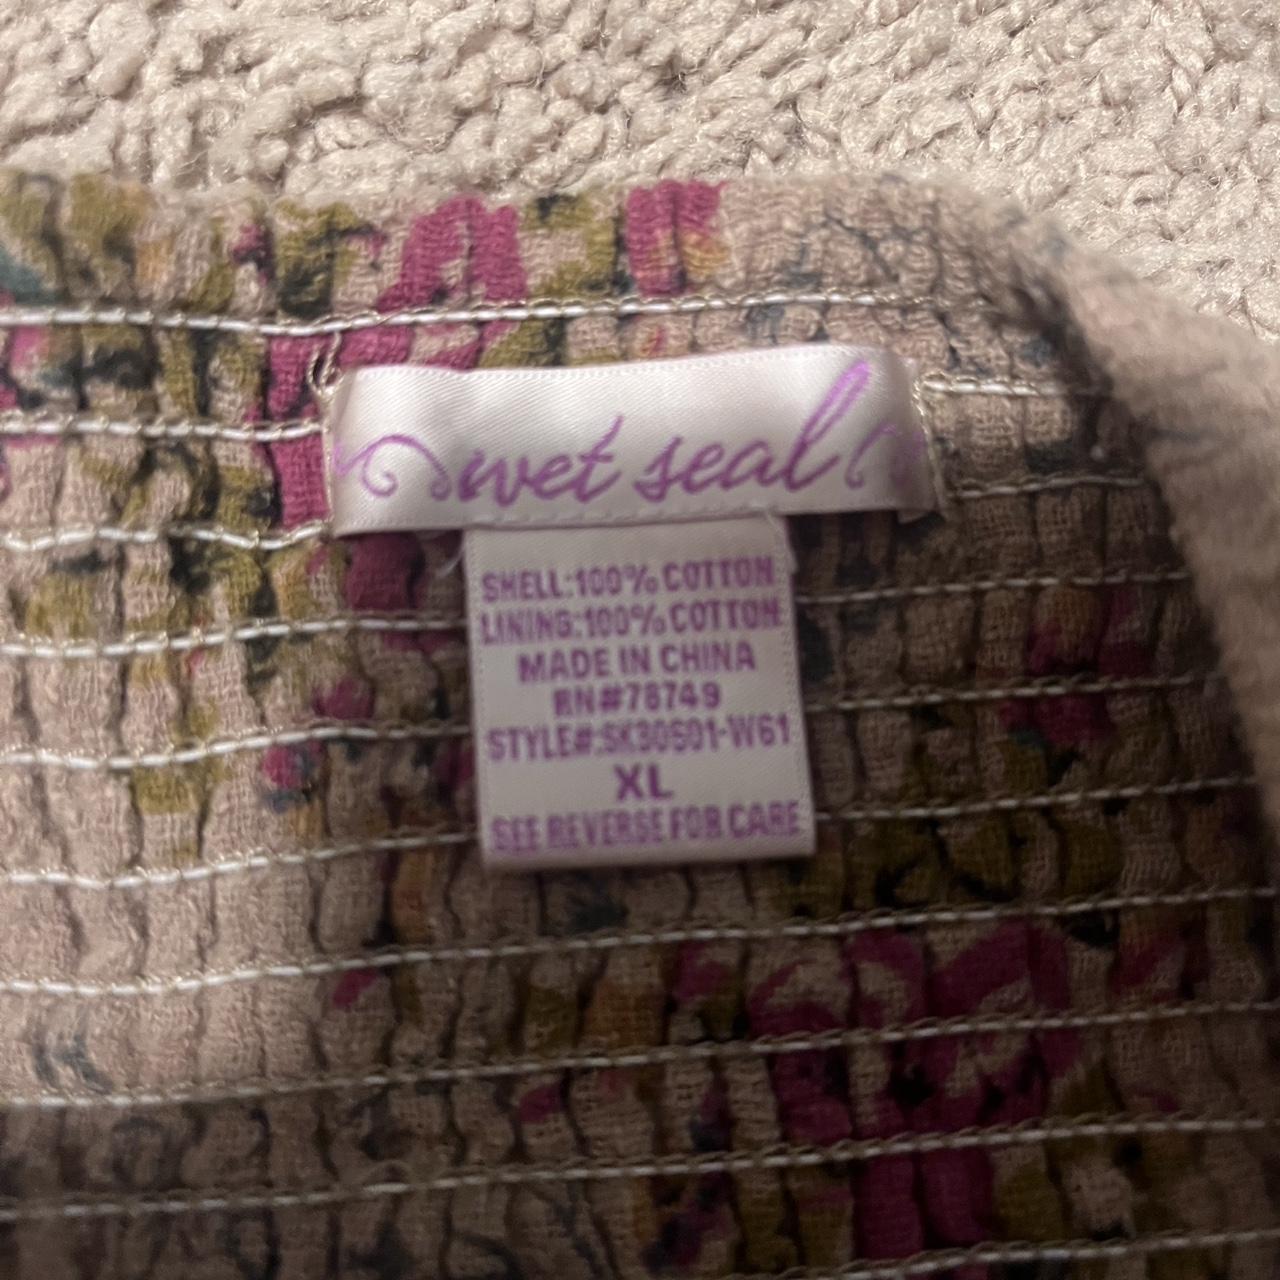 wet seal
SHELL:100% COTTON
LINING:100% COTTON
MADE IN CHINA
RN#78749
STYLE#:SK30S01-W61
XL
SEE REVERSE FOR CARE